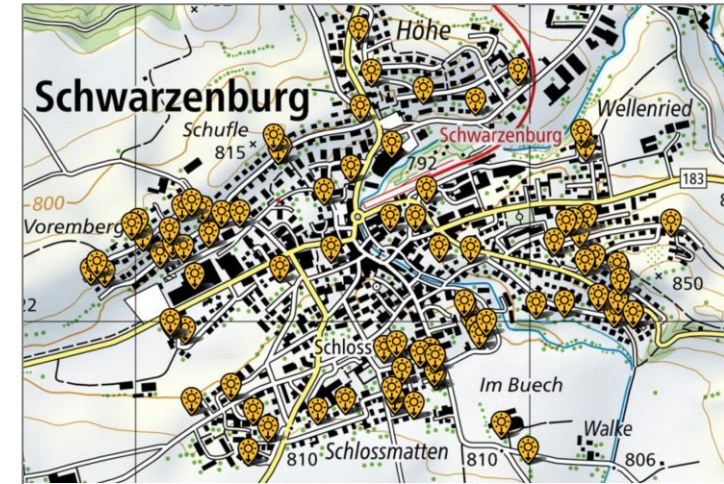 Höhe
Schwarzenburg
Schufle
815
Schwarzenburg
Wellenried
792
183
800
Voremberg
850
22
Schloss
Im Buech
Walke
810
Schlossmatten
810
806